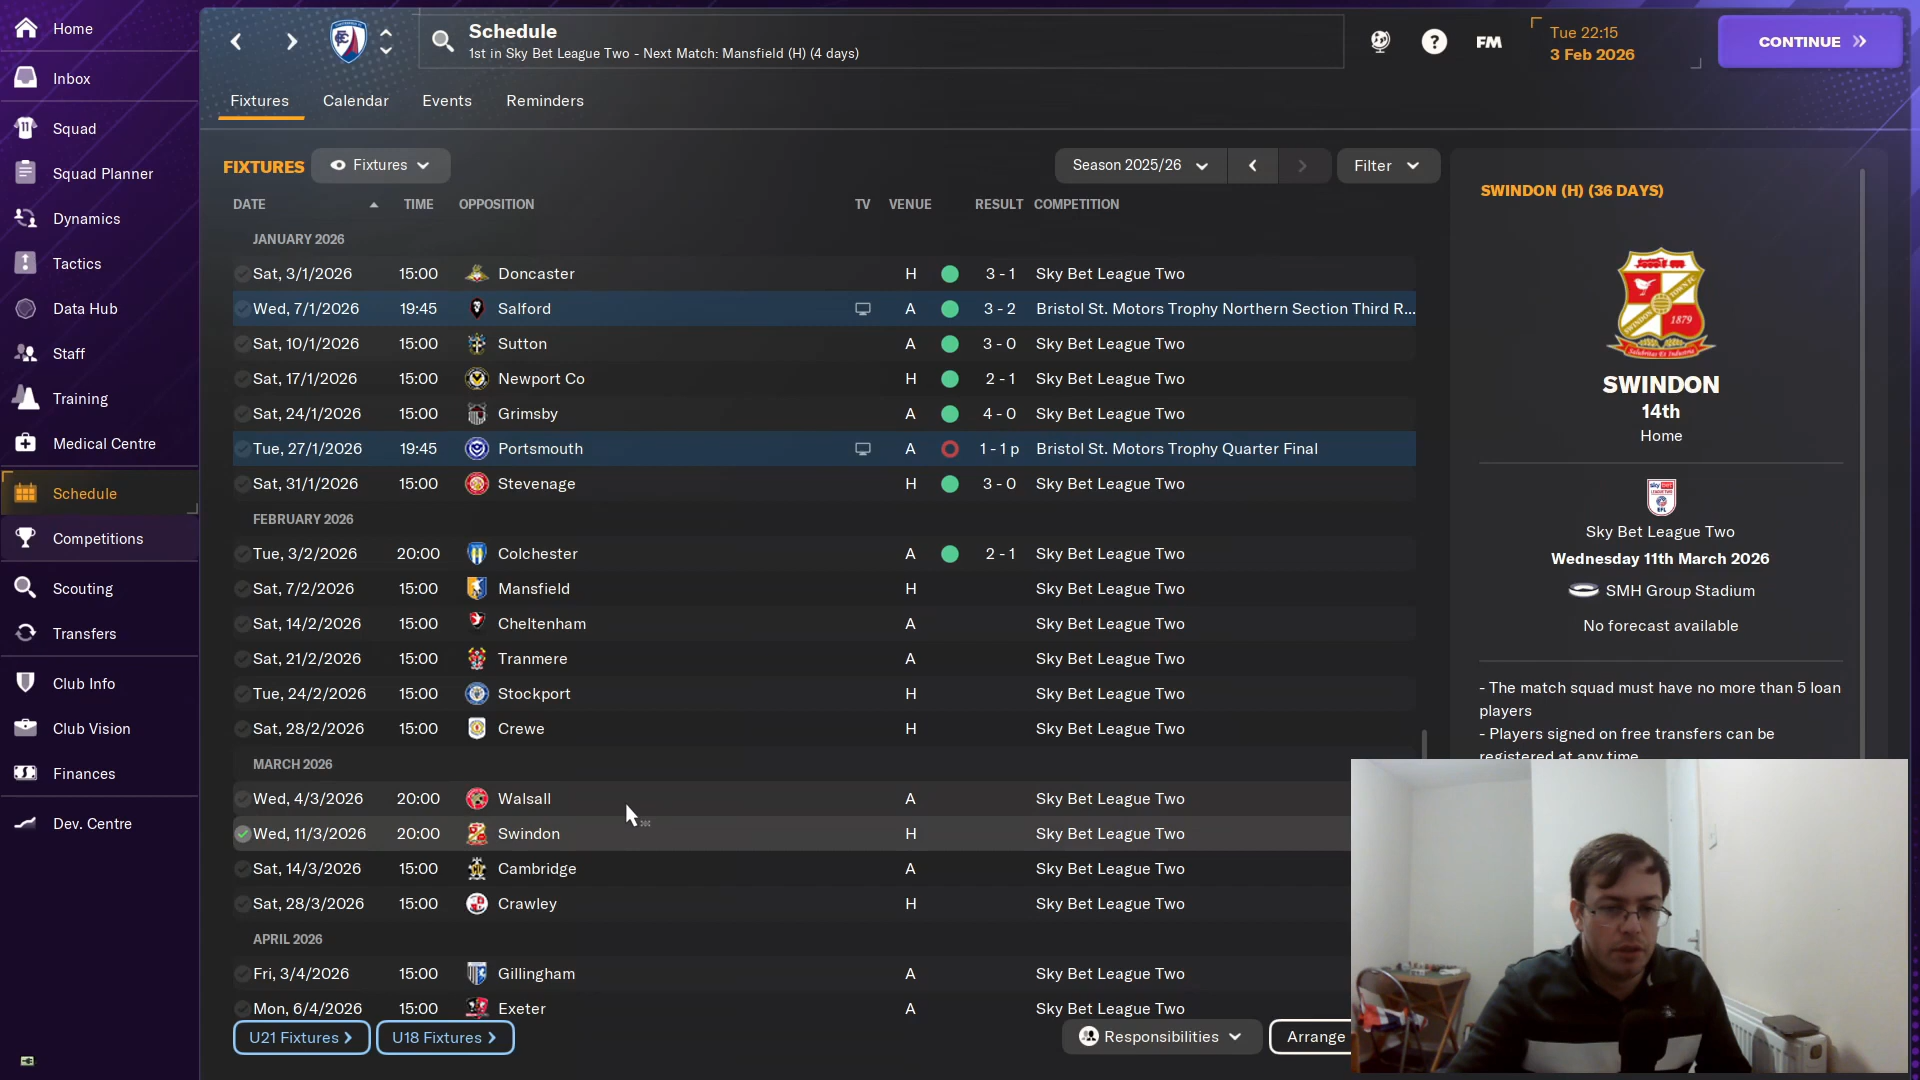 Home
Inbox
Squad
Squad Planner
Dynamics
Tactics
Data Hub
Staff
Training
Medical Centre
Schedule
Competitions
Scouting
Transfers
Club Info
Club Vision
Finances
Dev. Centre
Schedule
1st in Sky Bet League Two - Next Match: Mansfield (H) (4 days)
FM
Tue 22:15
3 Feb 2026
CONTINUE
Fixtures Calendar Events Reminders
FIXTURES Fixtures Season 2025/26 Filter
DATE TIME OPPOSITION TV VENUE RESULT COMPETITION
JANUARY 2026
Sat, 3/1/2026 15:00 Doncaster H 3 - 1 Sky Bet League Two
Wed, 7/1/2026 19:45 Salford A 3 - 2 Bristol St. Motors Trophy Northern Section Third R...
Sat, 10/1/2026 15:00 Sutton A 3 - 0 Sky Bet League Two
Sat, 17/1/2026 15:00 Newport Co H 2 - 1 Sky Bet League Two
Sat, 24/1/2026 15:00 Grimsby A 4 - 0 Sky Bet League Two
Tue, 27/1/2026 19:45 Portsmouth A 1 - 1 p Bristol St. Motors Trophy Quarter Final
Sat, 31/1/2026 15:00 Stevenage H 3 - 0 Sky Bet League Two
FEBRUARY 2026
Tue, 3/2/2026 20:00 Colchester A 2 - 1 Sky Bet League Two
Sat, 7/2/2026 15:00 Mansfield H Sky Bet League Two
Sat, 14/2/2026 15:00 Cheltenham A Sky Bet League Two
Sat, 21/2/2026 15:00 Tranmere A Sky Bet League Two
Tue, 24/2/2026 15:00 Stockport H Sky Bet League Two
Sat, 28/2/2026 15:00 Crewe H Sky Bet League Two
MARCH 2026
Wed, 4/3/2026 20:00 Walsall A Sky Bet League Two
Wed, 11/3/2026 20:00 Swindon H Sky Bet League Two
Sat, 14/3/2026 15:00 Cambridge A Sky Bet League Two
Sat, 28/3/2026 15:00 Crawley H Sky Bet League Two
APRIL 2026
Fri, 3/4/2026 15:00 Gillingham A Sky Bet League Two
Mon, 6/4/2026 15:00 Exeter A Sky Bet League Two
U21 Fixtures U18 Fixtures Responsibilities Arrange
SWINDON (H) (36 DAYS)
1879
SWINDON
14th
Home
Sky Bet League Two
Wednesday 11th March 2026
SMH Group Stadium
No forecast available
- The match squad must have no more than 5 loan
players
- Players signed on free transfers can be
registered at any time